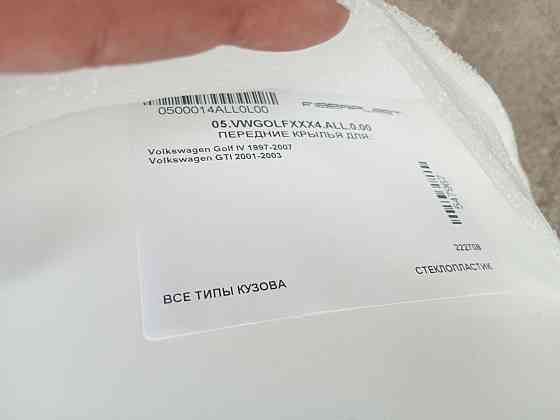 0500014ALL0L00
FIBERPLAST
05.VWGOLFXXX4.ALL.0.00
ПЕРЕДНИЕ КРЫЛЬЯ ДЛЯ:
Volkswagen Golf IV 1997-2007
Volkswagen GTI 2001-2003
222708
СТЕКЛОПЛАСТИК
ВСЕ ТИПЫ КУЗОВА